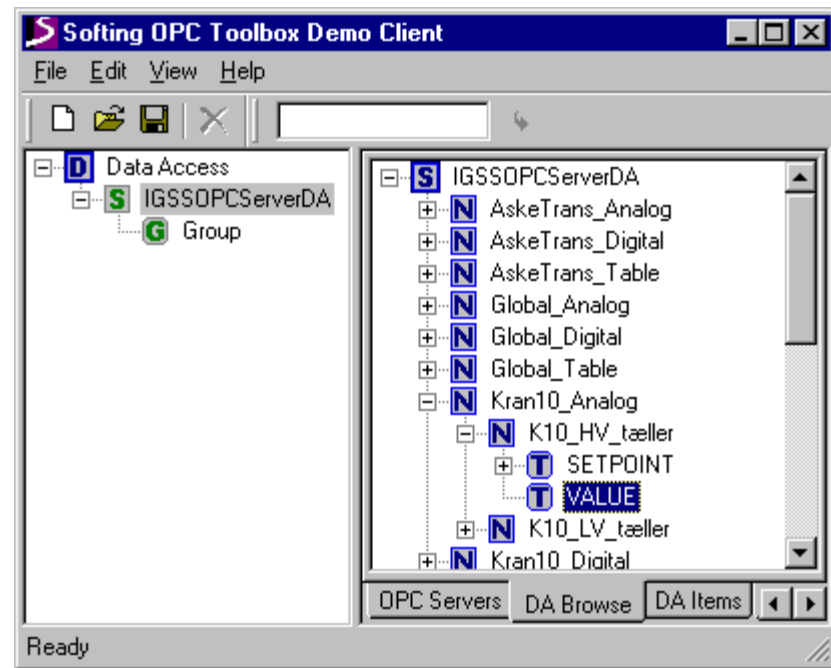 Softing OPC Toolbox Demo Client
File Edit View Help
D Data Access
S IGSSOPCServerDA
G Group
S IGSSOPCServerDA
N AskeTrans_Analog
N AskeTrans_Digital
N AskeTrans_Table
N Global_Analog
N Global_Digital
N Global_Table
N Kran10_Analog
N K10_HV_tæller
T SETPOINT
T VALUE
N K10_LV_tæller
N Kran10_Digital
OPC Servers DA Browse DA Items
Ready